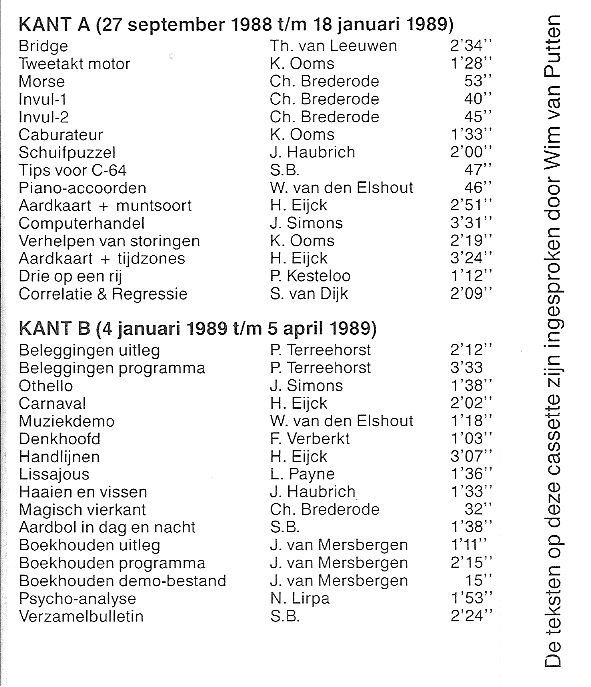 KANT A (27 september 1988 t/m 18 januari 1989)
Bridge Th. van Leeuwen 2'34''
Tweetakt motor K. Ooms 1'28''
Morse Ch. Brederode 53''
Invul-1 Ch. Brederode 40''
Invul-2 Ch. Brederode 45''
Caburateur K. Ooms 1'33''
Schuifpuzzel J. Haubrich 2'00''
Tips voor C-64 S.B. 47''
Piano-accoorden W. van den Elshout 46''
Aardkaart + muntsoort H. Eijck 2'51''
Computerhandel J. Simons 3'31''
Verhelpen van storingen K. Ooms 2'19''
Aardkaart + tijdzones H. Eijck 3'24''
Drie op een rij P. Kesteloo 1'12''
Correlatie & Regressie S. van Dijk 2'09''
KANT B (4 januari 1989 t/m 5 april 1989)
Beleggingen uitleg P. Terreehorst 2'12''
Beleggingen programma P. Terreehorst 3'33
Othello J. Simons 1'38''
Carnaval H. Eijck 2'02''
Muziekdemo W. van den Elshout 1'18''
Denkhoofd F. Verberkt 1'03''
Handlijnen H. Eijck 3'07''
Lissajous L. Payne 1'36''
Haaien en vissen J. Haubrich 1'33''
Magisch vierkant Ch. Brederode 32''
Aardbol in dag en nacht S.B. 1'38''
Boekhouden uitleg J. van Mersbergen 1'11''
Boekhouden programma J. van Mersbergen 2'15''
Boekhouden demo-bestand J. van Mersbergen 15''
Psycho-analyse N. Lirpa 1'53''
Verzamelbulletin S.B. 2'24''
De teksten op deze cassette zijn ingesproken door Wim van Putten